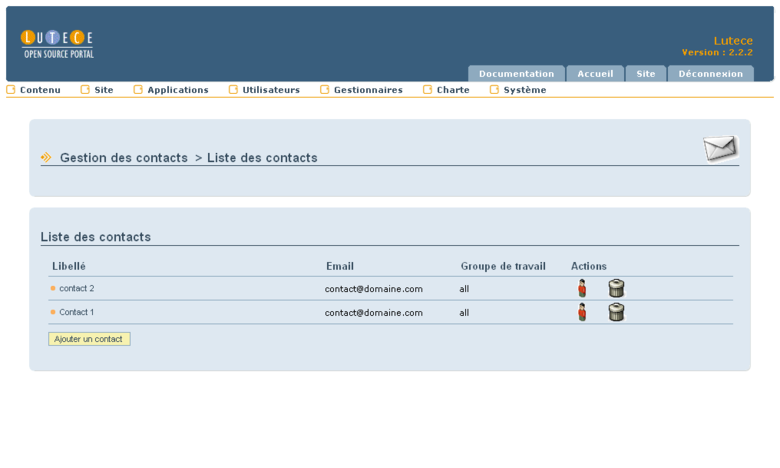 LUTECE
OPEN SOURCE PORTAL
Lutece
Version : 2.2.2
Documentation Accueil Site Déconnexion
Contenu Site Applications Utilisateurs Gestionnaires Charte Système
Gestion des contacts > Liste des contacts
Liste des contacts
Libellé Email Groupe de travail Actions
contact 2 contact@domaine.com all
Contact 1 contact@domaine.com all
Ajouter un contact